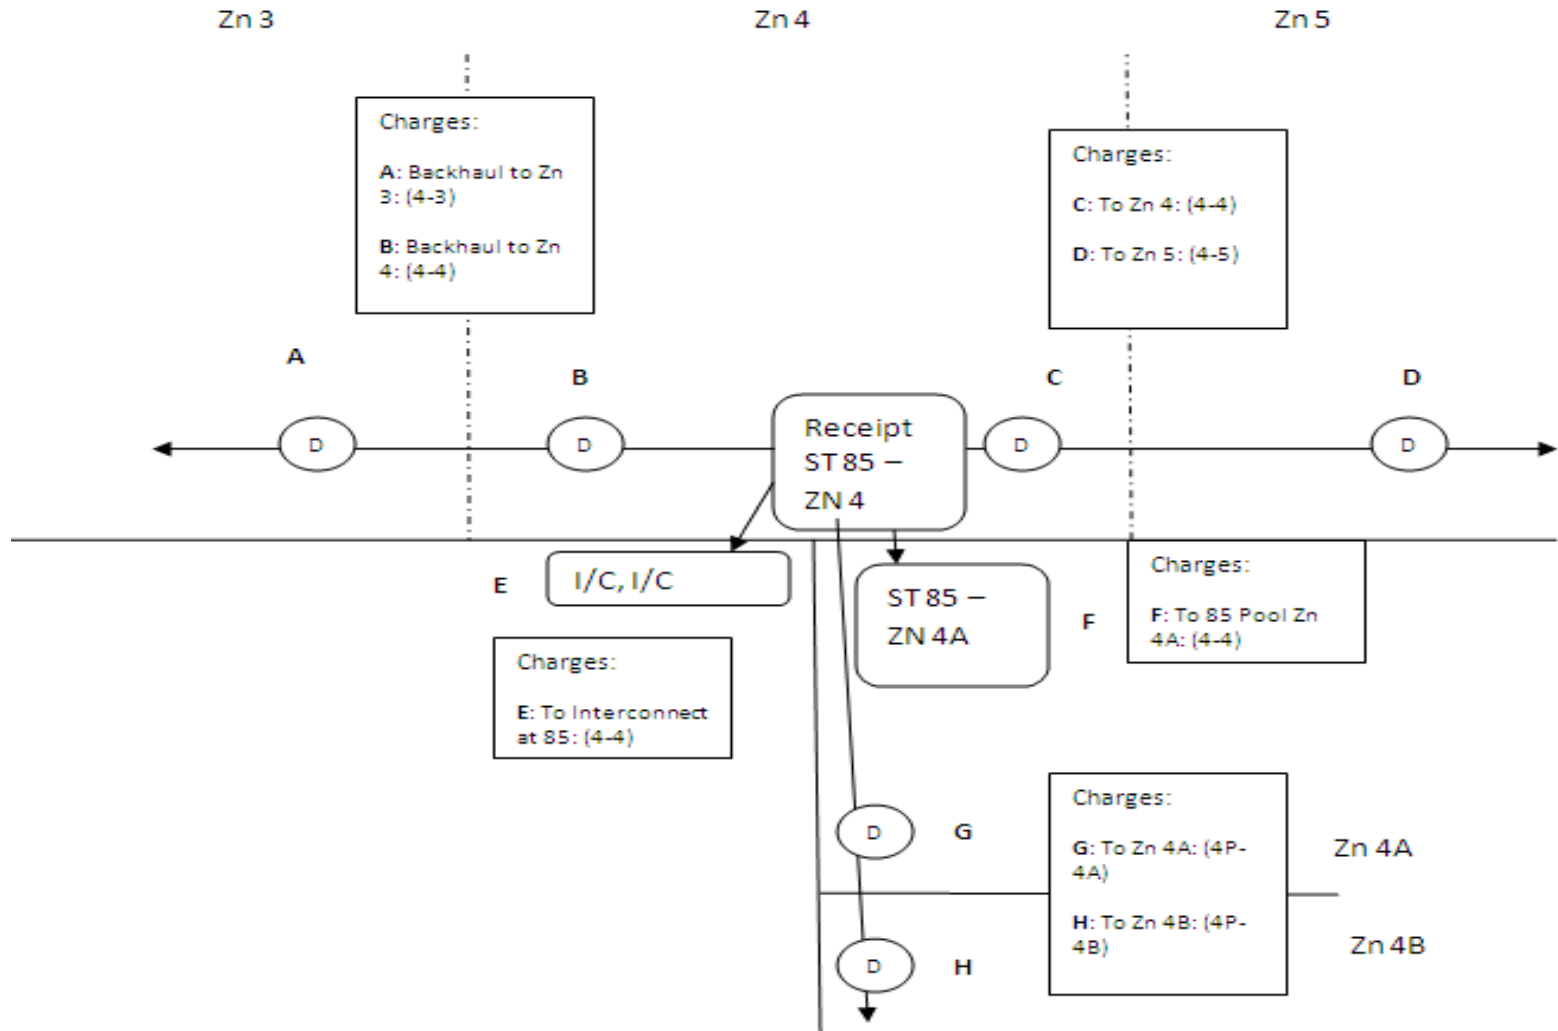 Zn 3
Zn 4
Zn 5
Charges:
A: Backhaul to Zn
3: (4-3)
B: Backhaul to Zn
4: (4-4)
Charges:
C: To Zn 4: (4-4)
D: To Zn 5: (4-5)
A
B
C
D
D
D
Receipt
ST 85 –
ZN 4
D
D
E
I/C, I/C
ST 85 –
ZN 4A
F
Charges:
F: To 85 Pool Zn
4A: (4-4)
Charges:
E: To Interconnect
at 85: (4-4)
D
G
Charges:
G: To Zn 4A: (4P-
4A)
H: To Zn 4B: (4P-
4B)
Zn 4A
Zn 4B
D
H